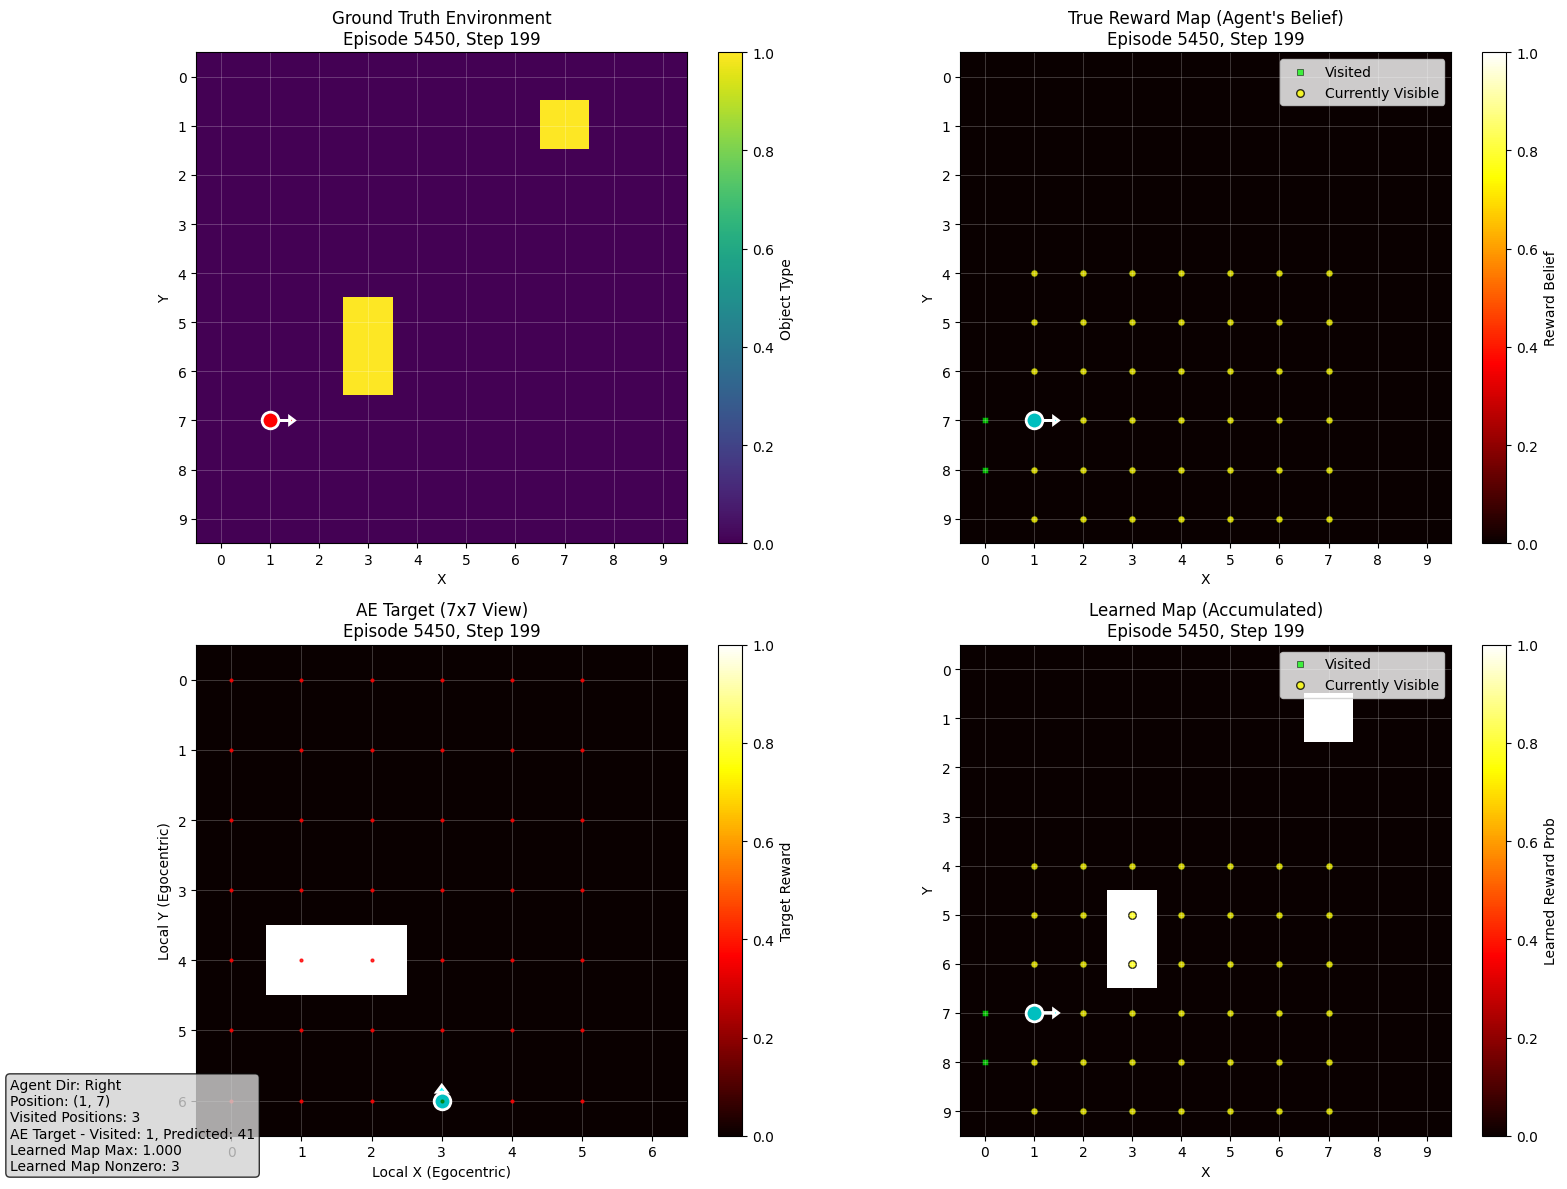 Ground Truth Environment
Episode 5450, Step 199
0
1
2
3
4
5
6
7
8
9
Y
0 1 2 3 4 5 6 7 8 9
X
1.0
0.8
0.6
0.4
0.2
0.0
Object Type
True Reward Map (Agent's Belief)
Episode 5450, Step 199
Visited
Currently Visible
0
1
2
3
4
5
6
7
8
9
Y
0 1 2 3 4 5 6 7 8 9
X
1.0
0.8
0.6
0.4
0.2
0.0
Reward Belief
AE Target (7x7 View)
Episode 5450, Step 199
0
1
2
3
4
5
6
Local Y (Egocentric)
0 1 2 3 4 5 6
Local X (Egocentric)
1.0
0.8
0.6
0.4
0.2
0.0
Target Reward
Learned Map (Accumulated)
Episode 5450, Step 199
Visited
Currently Visible
0
1
2
3
4
5
6
7
8
9
Y
0 1 2 3 4 5 6 7 8 9
X
1.0
0.8
0.6
0.4
0.2
0.0
Learned Reward Prob
Agent Dir: Right
Position: (1, 7)
Visited Positions: 3
AE Target - Visited: 1, Predicted: 41
Learned Map Max: 1.000
Learned Map Nonzero: 3